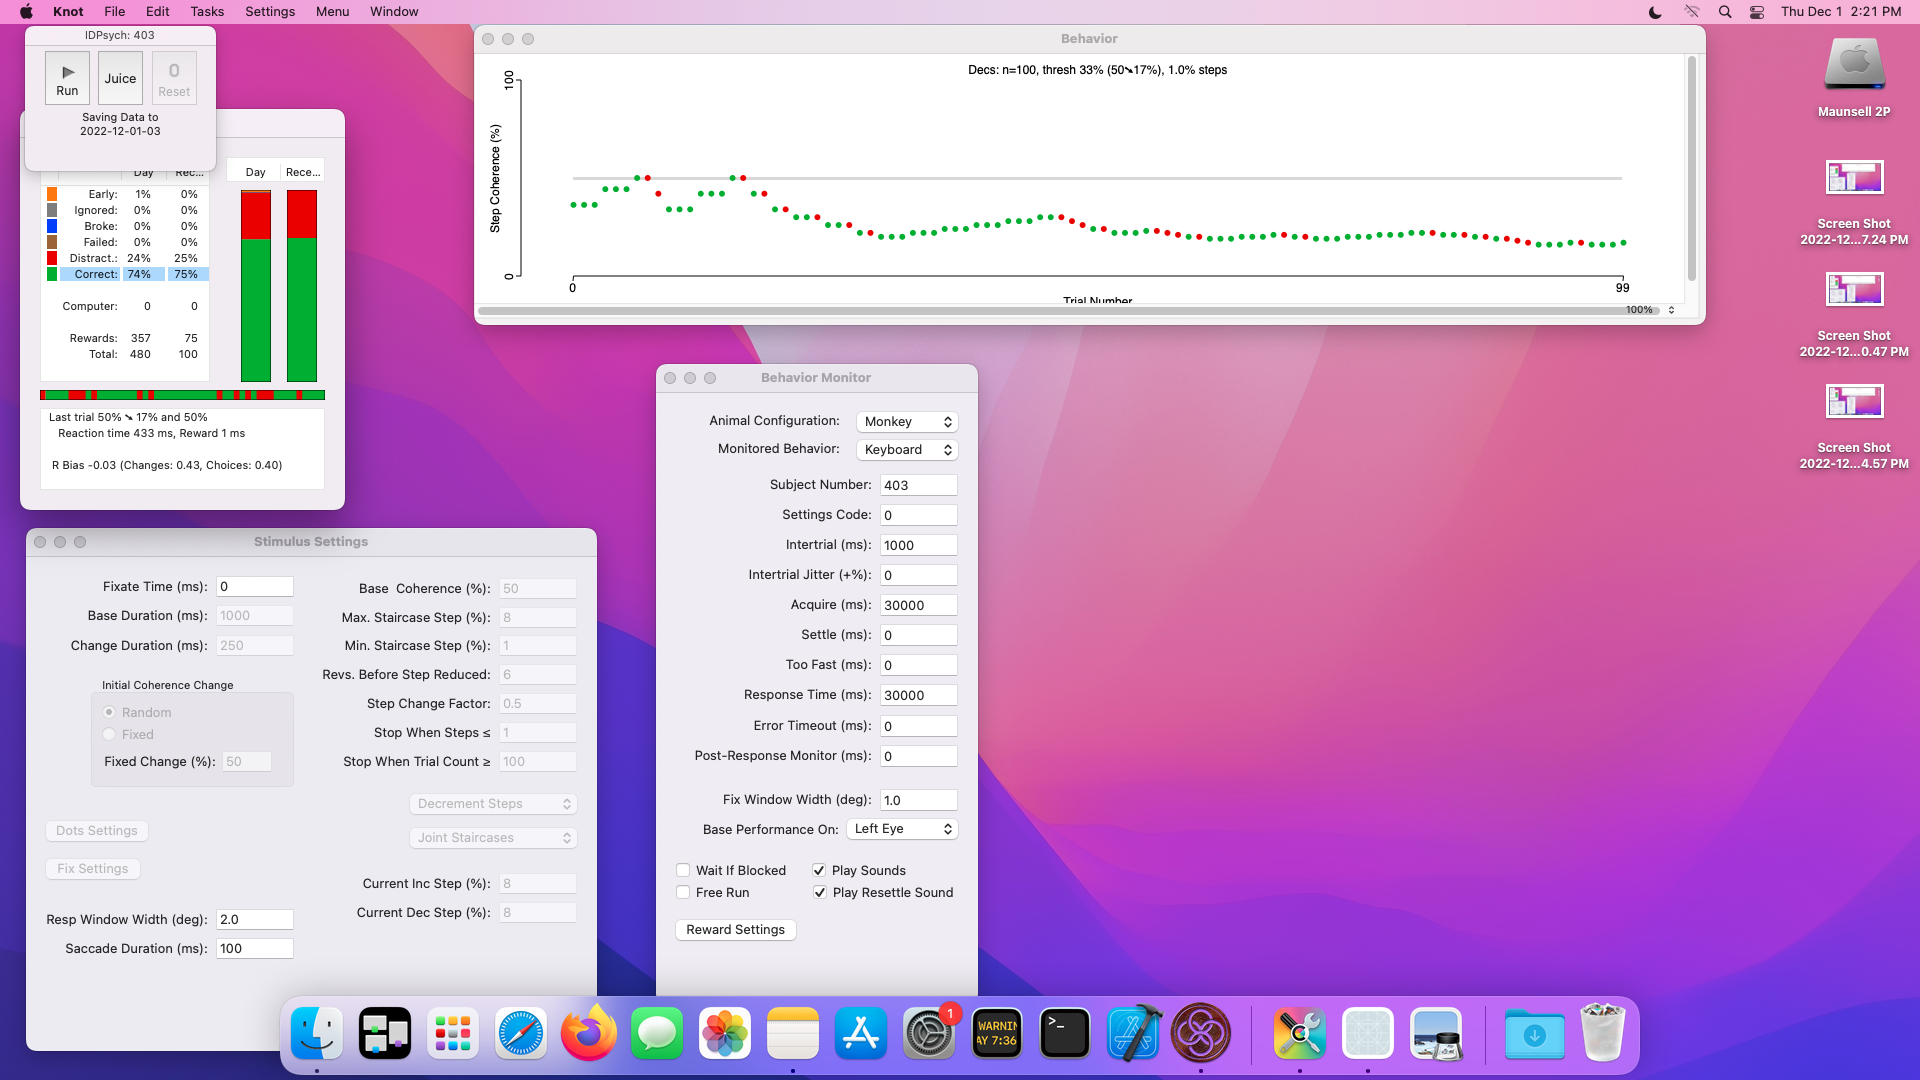 Knot File Edit Tasks Settings Menu Window Thu Dec 1 2:21 PM
IDPsych: 403
Run
Juice
0
Reset
Saving Data to
2022-12-01-03
Day Rec...
Day Rece...
Early: 1% 0%
Ignored: 0% 0%
Broke: 0% 0%
Failed: 0% 0%
Distract.: 24% 25%
Correct: 74% 75%
Computer: 0 0
Rewards: 357 75
Total: 480 100
Last trial 50% ➘ 17% and 50%
Reaction time 433 ms, Reward 1 ms
R Bias -0.03 (Changes: 0.43, Choices: 0.40)
Behavior
Decs: n=100, thresh 33% (50➘17%), 1.0% steps
100
Step Coherence (%)
0
0
99
Trial Number
100%
Stimulus Settings
Fixate Time (ms): 0
Base Duration (ms): 1000
Change Duration (ms): 250
Initial Coherence Change
Random
Fixed
Fixed Change (%): 50
Dots Settings
Fix Settings
Resp Window Width (deg): 2.0
Saccade Duration (ms): 100
Base Coherence (%): 50
Max. Staircase Step (%): 8
Min. Staircase Step (%): 1
Revs. Before Step Reduced: 6
Step Change Factor: 0.5
Stop When Steps ≤ 1
Stop When Trial Count ≥ 100
Decrement Steps
Joint Staircases
Current Inc Step (%): 8
Current Dec Step (%): 8
Behavior Monitor
Animal Configuration: Monkey
Monitored Behavior: Keyboard
Subject Number: 403
Settings Code: 0
Intertrial (ms): 1000
Intertrial Jitter (+%): 0
Acquire (ms): 30000
Settle (ms): 0
Too Fast (ms): 0
Response Time (ms): 30000
Error Timeout (ms): 0
Post-Response Monitor (ms): 0
Fix Window Width (deg): 1.0
Base Performance On: Left Eye
Wait If Blocked Play Sounds
Free Run Play Resettle Sound
Reward Settings
Maunsell 2P
Screen Shot
2022-12...7.24 PM
Screen Shot
2022-12...0.47 PM
Screen Shot
2022-12...4.57 PM
1
WARNIN
AY 7:36
>_